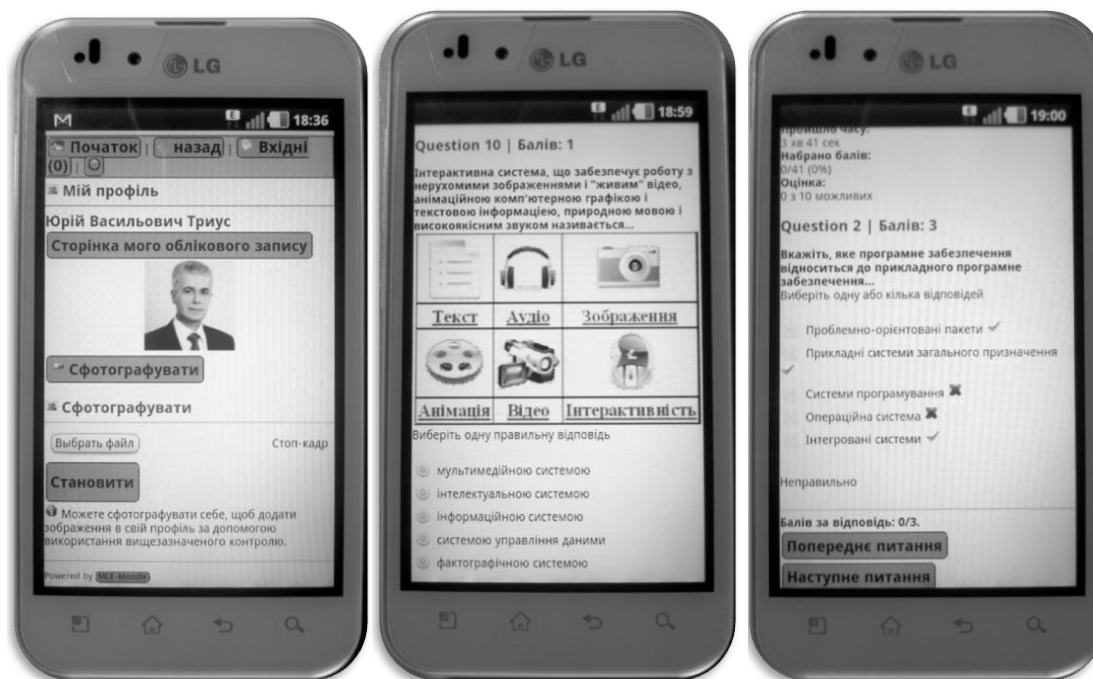 LG
18:36
Початок | назад | Вхідні
(0) |
Мій профіль
Юрій Васильович Триус
Сторінка мого облікового запису
Сфотографувати
Сфотографувати
Выбрать файл Стоп-кадр
Становити
Можете сфотографувати себе, щоб додати
зображення в свій профіль за допомогою
використання вищезазначеного контролю.
Powered by MLE-Moodle
LG
18:59
Question 10 | Балів: 1
Інтерактивна система, що забезпечує роботу з
нерухомими зображеннями і "живим" відео,
анімаційною комп'ютерною графікою і
текстовою інформацією, природною мовою і
високоякісним звуком називається...
Текст Аудіо Зображення
Анімація Відео Інтерактивність
Виберіть одну правильну відповідь
мультимедійною системою
інтелектуальною системою
інформаційною системою
системою управління даними
фактографічною системою
LG
19:00
Пройшло часу:
3 хв 41 сек
Набрано балів:
0/41 (0%)
Оцінка:
0 з 10 можливих
Question 2 | Балів: 3
Вкажіть, яке програмне забезпечення
відноситься до прикладного програмне
забезпечення...
Виберіть одну або кілька відповідей
Проблемно-орієнтовані пакети
Прикладні системи загального призначення
Системи програмування
Операційна система
Інтегровані системи
Неправильно
Балів за відповідь: 0/3.
Попереднє питання
Наступне питання